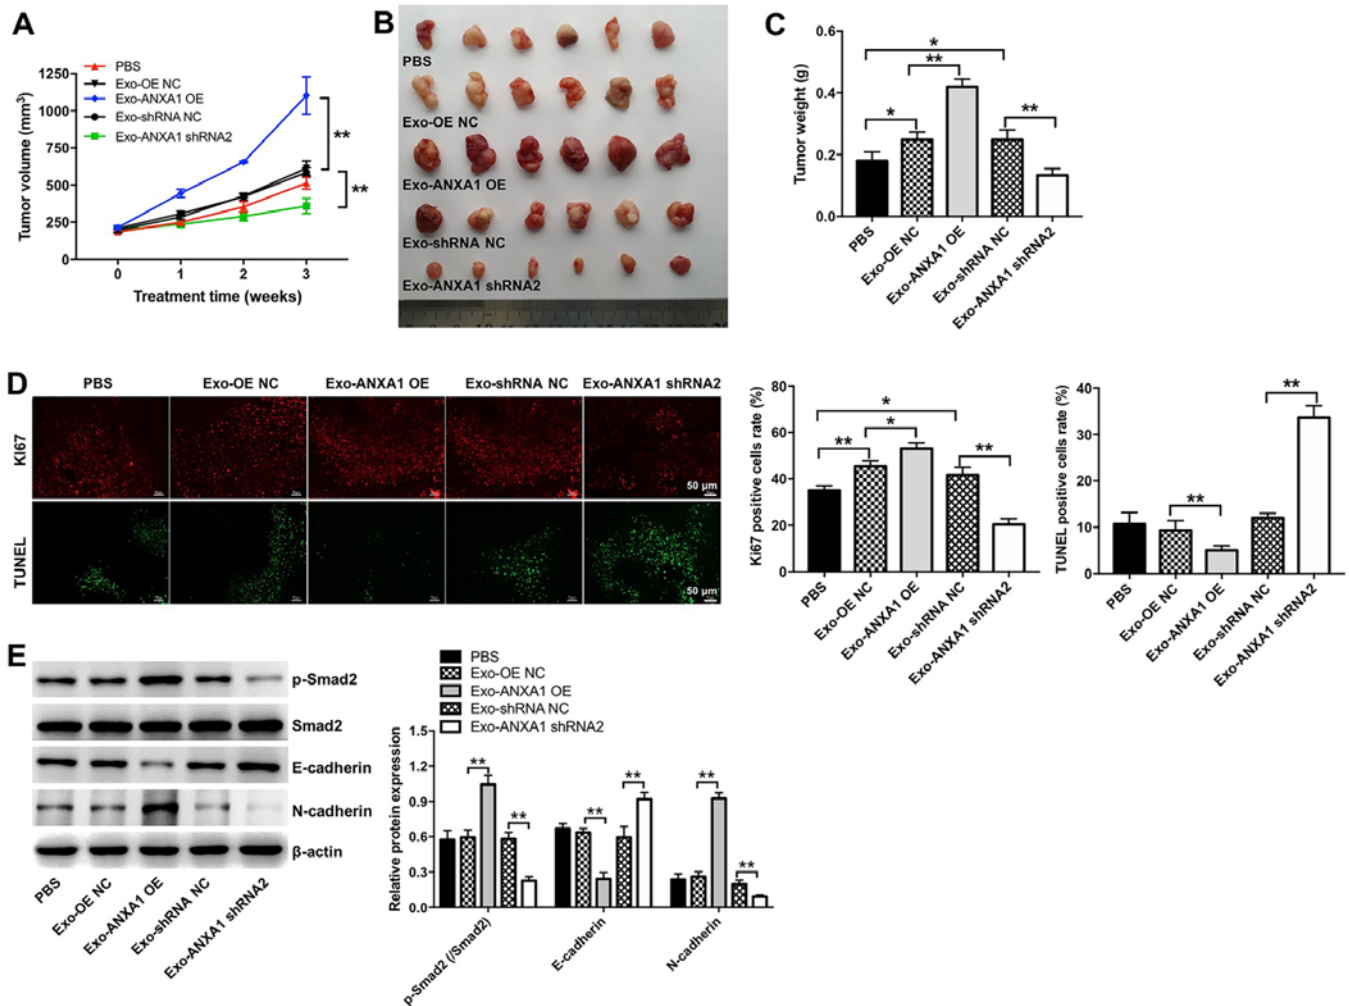 A
PBS
Exo-OE NC
Exo-ANXA1 OE
Exo-shRNA NC
Exo-ANXA1 shRNA2
Tumor volume (mm³)
1250
1000
750
500
250
0
**
**
0 1 2 3
Treatment time (weeks)
B
PBS
Exo-OE NC
Exo-ANXA1 OE
Exo-shRNA NC
Exo-ANXA1 shRNA2
C
Tumor weight (g)
0.6
0.4
0.2
0.0
*
**
*
**
PBS
Exo-OE NC
Exo-ANXA1 OE
Exo-shRNA NC
Exo-ANXA1 shRNA2
D
PBS Exo-OE NC Exo-ANXA1 OE Exo-shRNA NC Exo-ANXA1 shRNA2
KI67
50 μm
TUNEL
50 μm
Ki67 positive cells rate (%)
80
60
40
20
0
*
*
**
**
PBS
Exo-OE NC
Exo-ANXA1 OE
Exo-shRNA NC
Exo-ANXA1 shRNA2
TUNEL positive cells rate (%)
40
30
20
10
0
**
**
PBS
Exo-OE NC
Exo-ANXA1 OE
Exo-shRNA NC
Exo-ANXA1 shRNA2
E
p-Smad2
Smad2
E-cadherin
N-cadherin
β-actin
PBS
Exo-OE NC
Exo-ANXA1 OE
Exo-shRNA NC
Exo-ANXA1 shRNA2
PBS
Exo-OE NC
Exo-ANXA1 OE
Exo-shRNA NC
Exo-ANXA1 shRNA2
Relative protein expression
1.5
1.2
0.9
0.6
0.3
0.0
**
**
**
**
**
**
p-Smad2 (/Smad2)
E-cadherin
N-cadherin